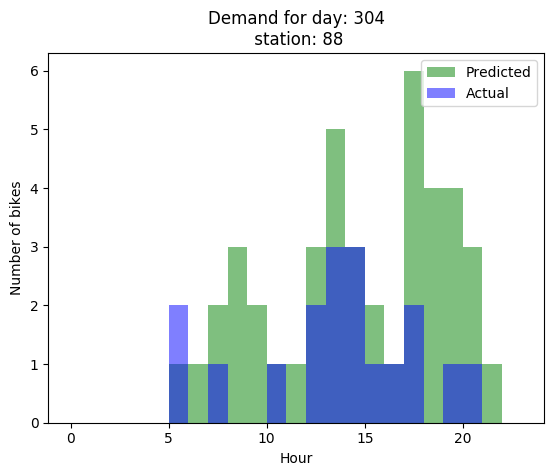 Demand for day: 304
station: 88
Predicted
Actual
Number of bikes
6
5
4
3
2
1
0
0
5
10
15
20
Hour